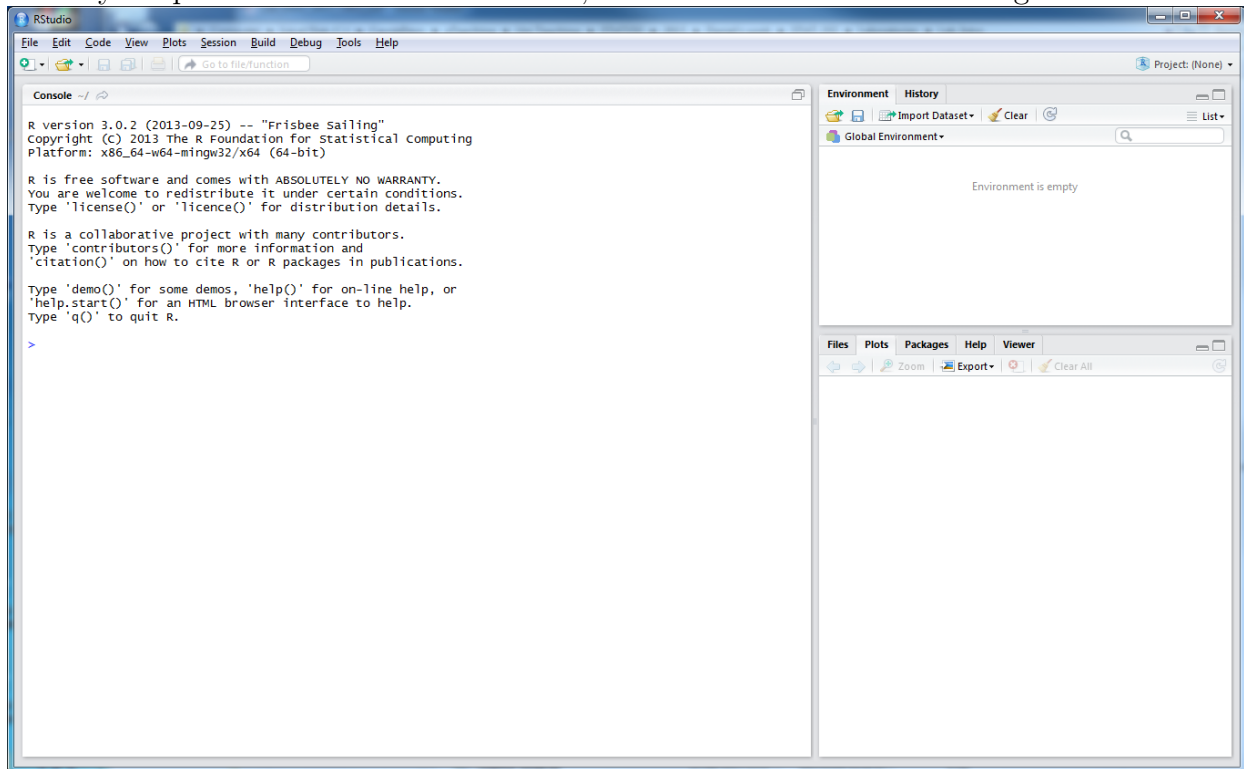 RStudio
File Edit Code View Plots Session Build Debug Tools Help
Go to file/function
Project: (None)
Console ~/
R version 3.0.2 (2013-09-25) -- "Frisbee Sailing"
Copyright (C) 2013 The R Foundation for Statistical Computing
Platform: x86_64-w64-mingw32/x64 (64-bit)
R is free software and comes with ABSOLUTELY NO WARRANTY.
You are welcome to redistribute it under certain conditions.
Type 'license()' or 'licence()' for distribution details.
R is a collaborative project with many contributors.
Type 'contributors()' for more information and
'citation()' on how to cite R or R packages in publications.
Type 'demo()' for some demos, 'help()' for on-line help, or
'help.start()' for an HTML browser interface to help.
Type 'q()' to quit R.
>
Environment History
Import Dataset Clear List
Global Environment
Environment is empty
Files Plots Packages Help Viewer
Zoom Export Clear All